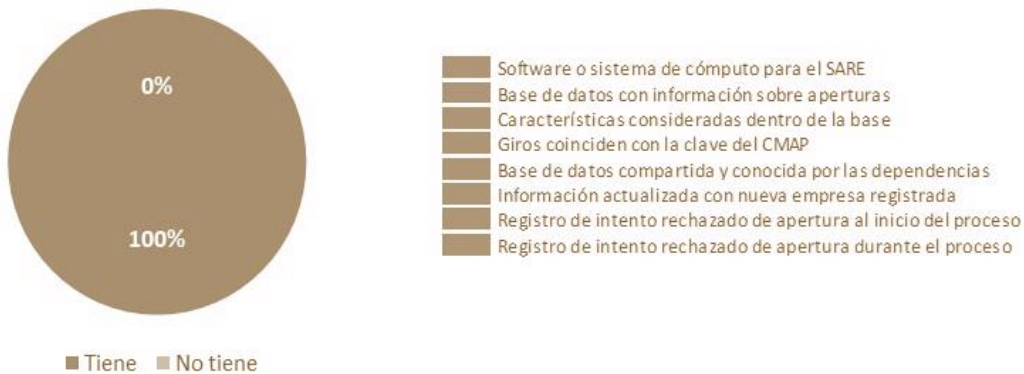 0%
100%
Tiene
No tiene
Software o sistema de cómputo para el SARE
Base de datos con información sobre aperturas
Características consideradas dentro de la base
Giros coinciden con la clave del CMAP
Base de datos compartida y conocida por las dependencias
Información actualizada con nueva empresa registrada
Registro de intento rechazado de apertura al inicio del proceso
Registro de intento rechazado de apertura durante el proceso